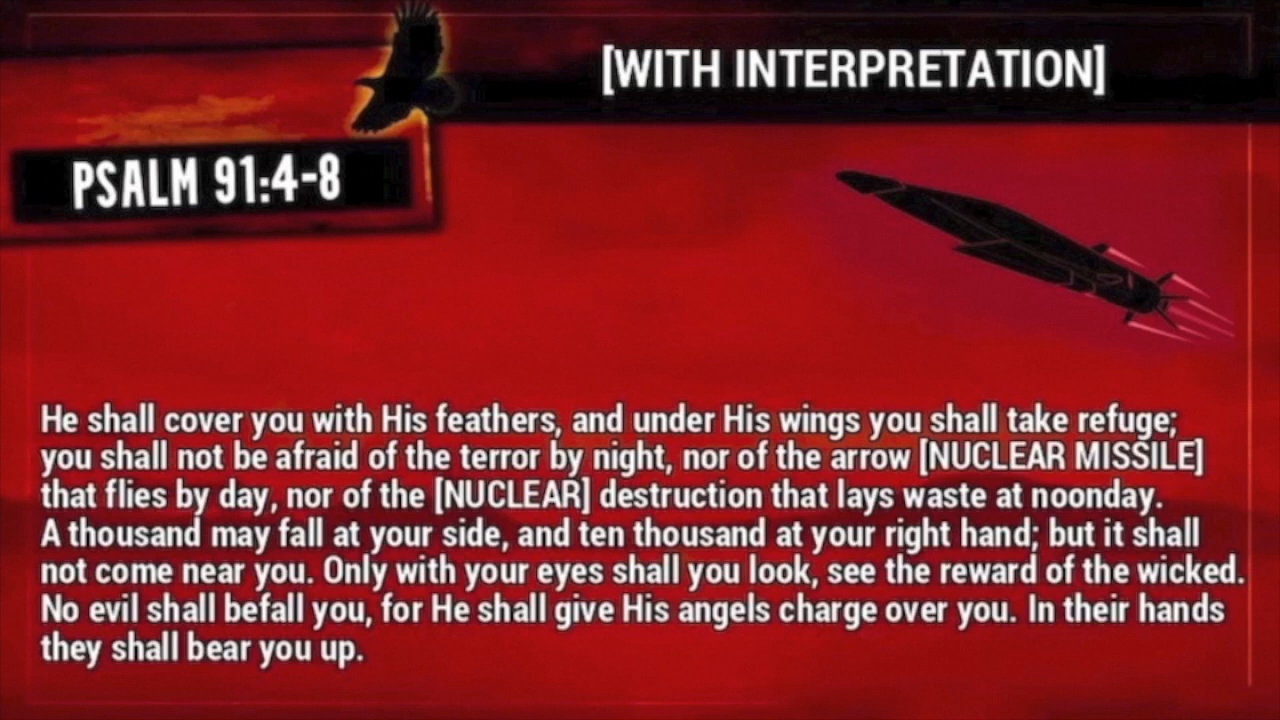 [WITH INTERPRETATION]
PSALM 91:4-8
He shall cover you with His feathers, and under His wings you shall take refuge;
you shall not be afraid of the terror by night, nor of the arrow [NUCLEAR MISSILE]
that flies by day, nor of the [NUCLEAR] destruction that lays waste at noonday.
A thousand may fall at your side, and ten thousand at your right hand; but it shall
not come near you. Only with your eyes shall you look, see the reward of the wicked.
No evil shall befall you, for He shall give His angels charge over you. In their hands
they shall bear you up.